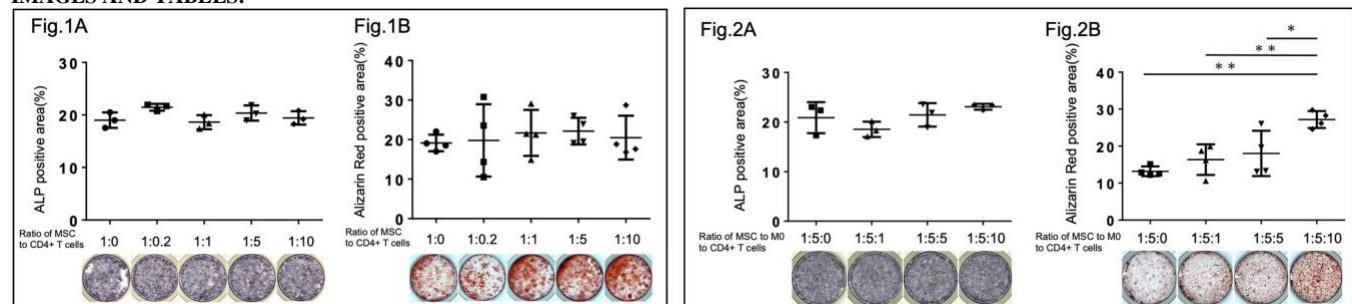 IMAGES AND TABLES:
Fig.1A
ALP positive area(%)
30
20
10
0
Ratio of MSC
to CD4+ T cells
1:0 1:0.2 1:1 1:5 1:10
Fig.1B
Alizarin Red positive area(%)
40
30
20
10
0
Ratio of MSC
to CD4+ T cells
1:0 1:0.2 1:1 1:5 1:10
Fig.2A
ALP positive area(%)
30
20
10
0
Ratio of MSC to M0
to CD4+ T cells
1:5:0 1:5:1 1:5:5 1:5:10
Fig.2B
*
**
**
Alizarin Red positive area(%)
40
30
20
10
0
Ratio of MSC to M0
to CD4+ T cells
1:5:0 1:5:1 1:5:5 1:5:10